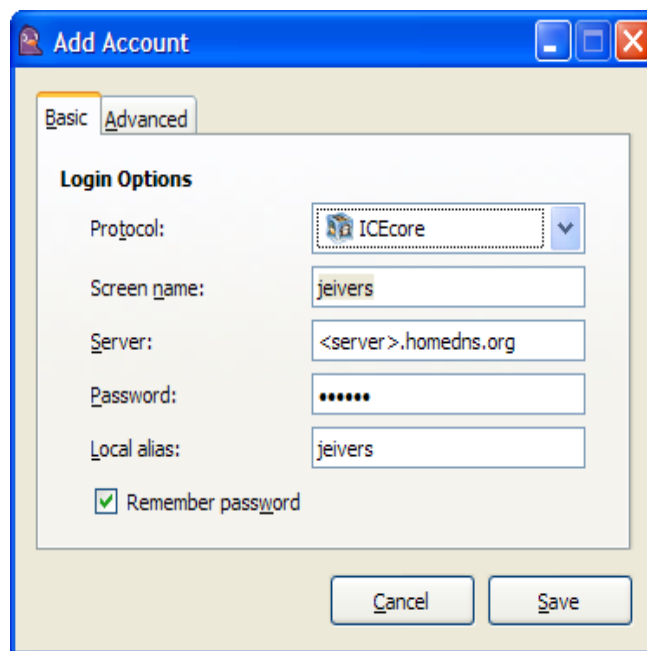 Add Account
Basic Advanced
Login Options
Protocol: ICEcore
Screen name: jeivers
Server: <server>.homedns.org
Password: ••••••
Local alias: jeivers
Remember password
Cancel Save